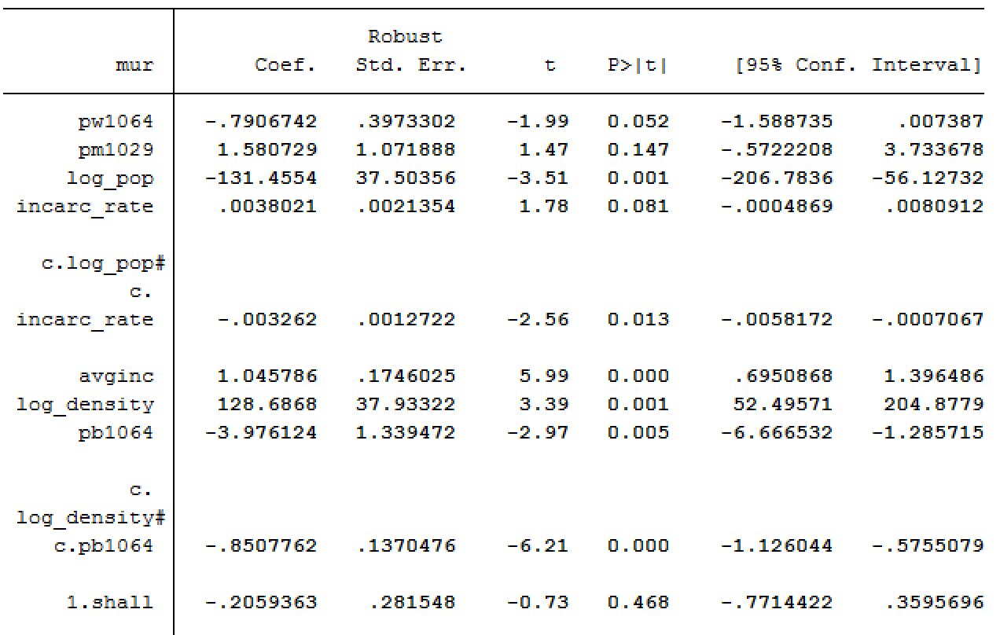 Robust
mur Coef. Std. Err. t P>|t| [95% Conf. Interval]
pw1064 -.7906742 .3973302 -1.99 0.052 -1.588735 .007387
pm1029 1.580729 1.071888 1.47 0.147 -.5722208 3.733678
log_pop -131.4554 37.50356 -3.51 0.001 -206.7836 -56.12732
incarc_rate .0038021 .0021354 1.78 0.081 -.0004869 .0080912
c.log_pop#
c.
incarc_rate -.003262 .0012722 -2.56 0.013 -.0058172 -.0007067
avginc 1.045786 .1746025 5.99 0.000 .6950868 1.396486
log_density 128.6868 37.93322 3.39 0.001 52.49571 204.8779
pb1064 -3.976124 1.339472 -2.97 0.005 -6.666532 -1.285715
c.
log_density#
c.pb1064 -.8507762 .1370476 -6.21 0.000 -1.126044 -.5755079
1.shall -.2059363 .281548 -0.73 0.468 -.7714422 .3595696